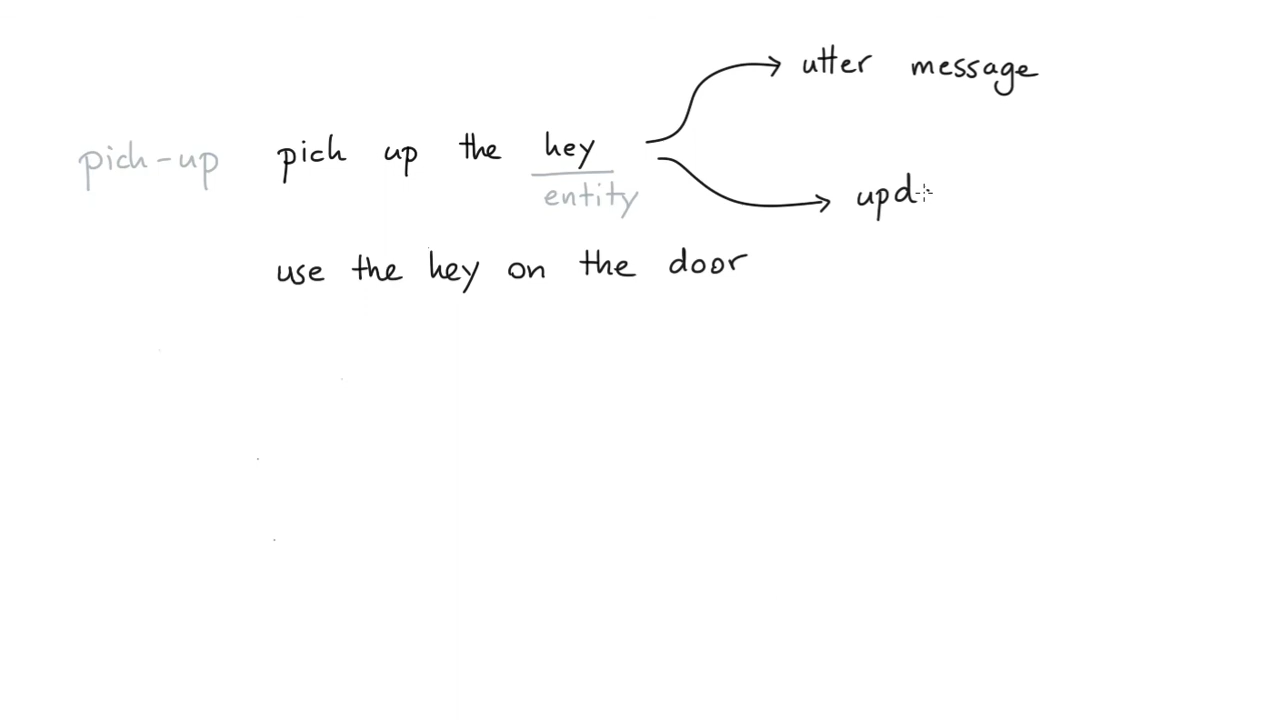 utter message
pick-up pick up the key
entity
upd
use the key on the door